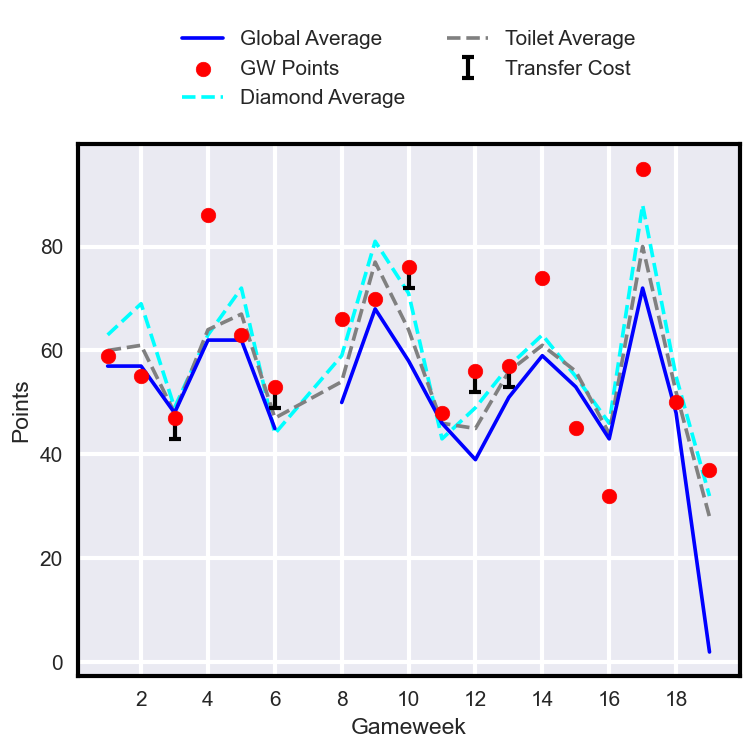 Global Average
GW Points
Diamond Average
Toilet Average
Transfer Cost
Points
80
60
40
20
0
2 4 6 8 10 12 14 16 18
Gameweek